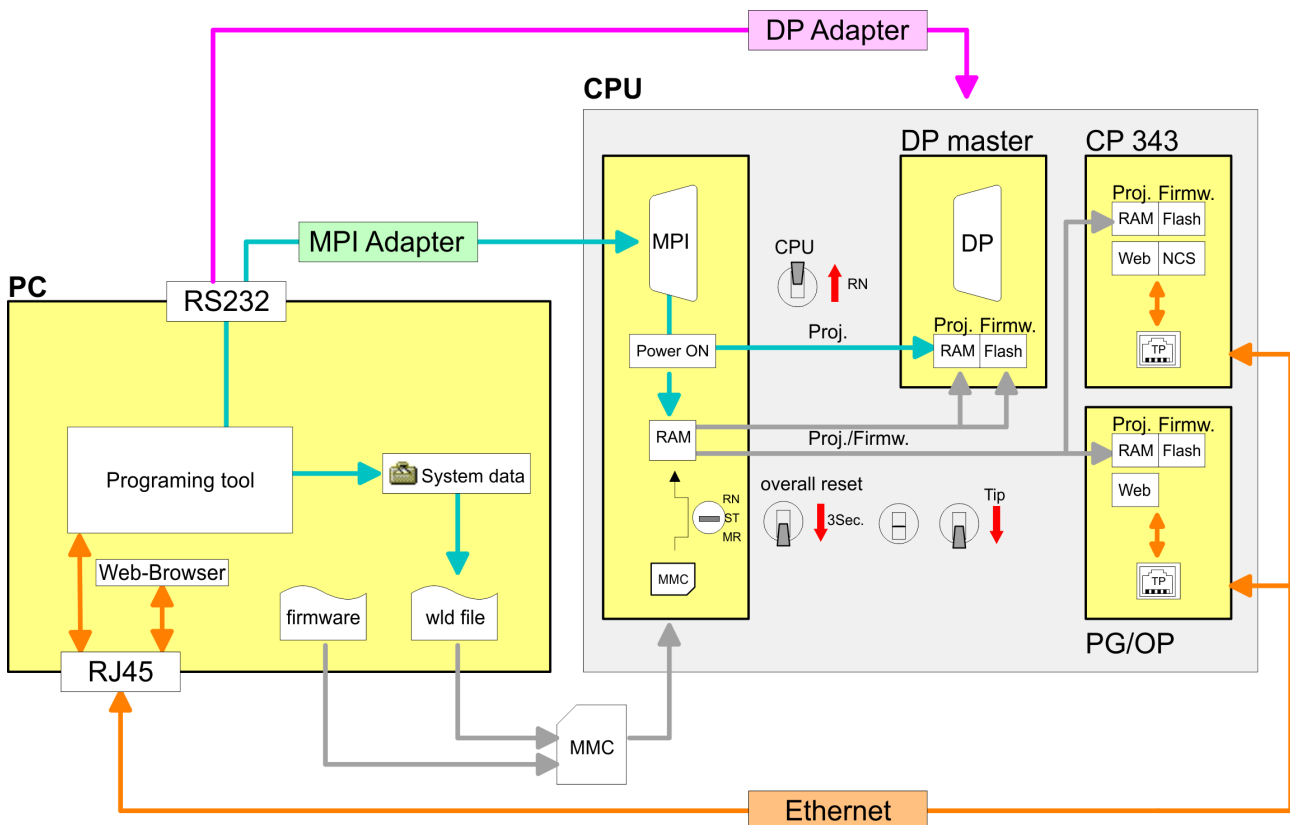 DP Adapter
CPU
DP master
CP 343
Proj. Firmw.
RAM Flash
Web NCS
TP
MPI
CPU
RN
DP
MPI Adapter
PC
RS232
Power ON
Proj.
Proj. Firmw.
RAM Flash
RAM
Proj./Firmw.
Proj. Firmw.
RAM Flash
Web
TP
PG/OP
Programing tool
System data
RN
ST
MR
overall reset
3Sec.
Tip
MMC
Web-Browser
firmware
wld file
RJ45
MMC
Ethernet